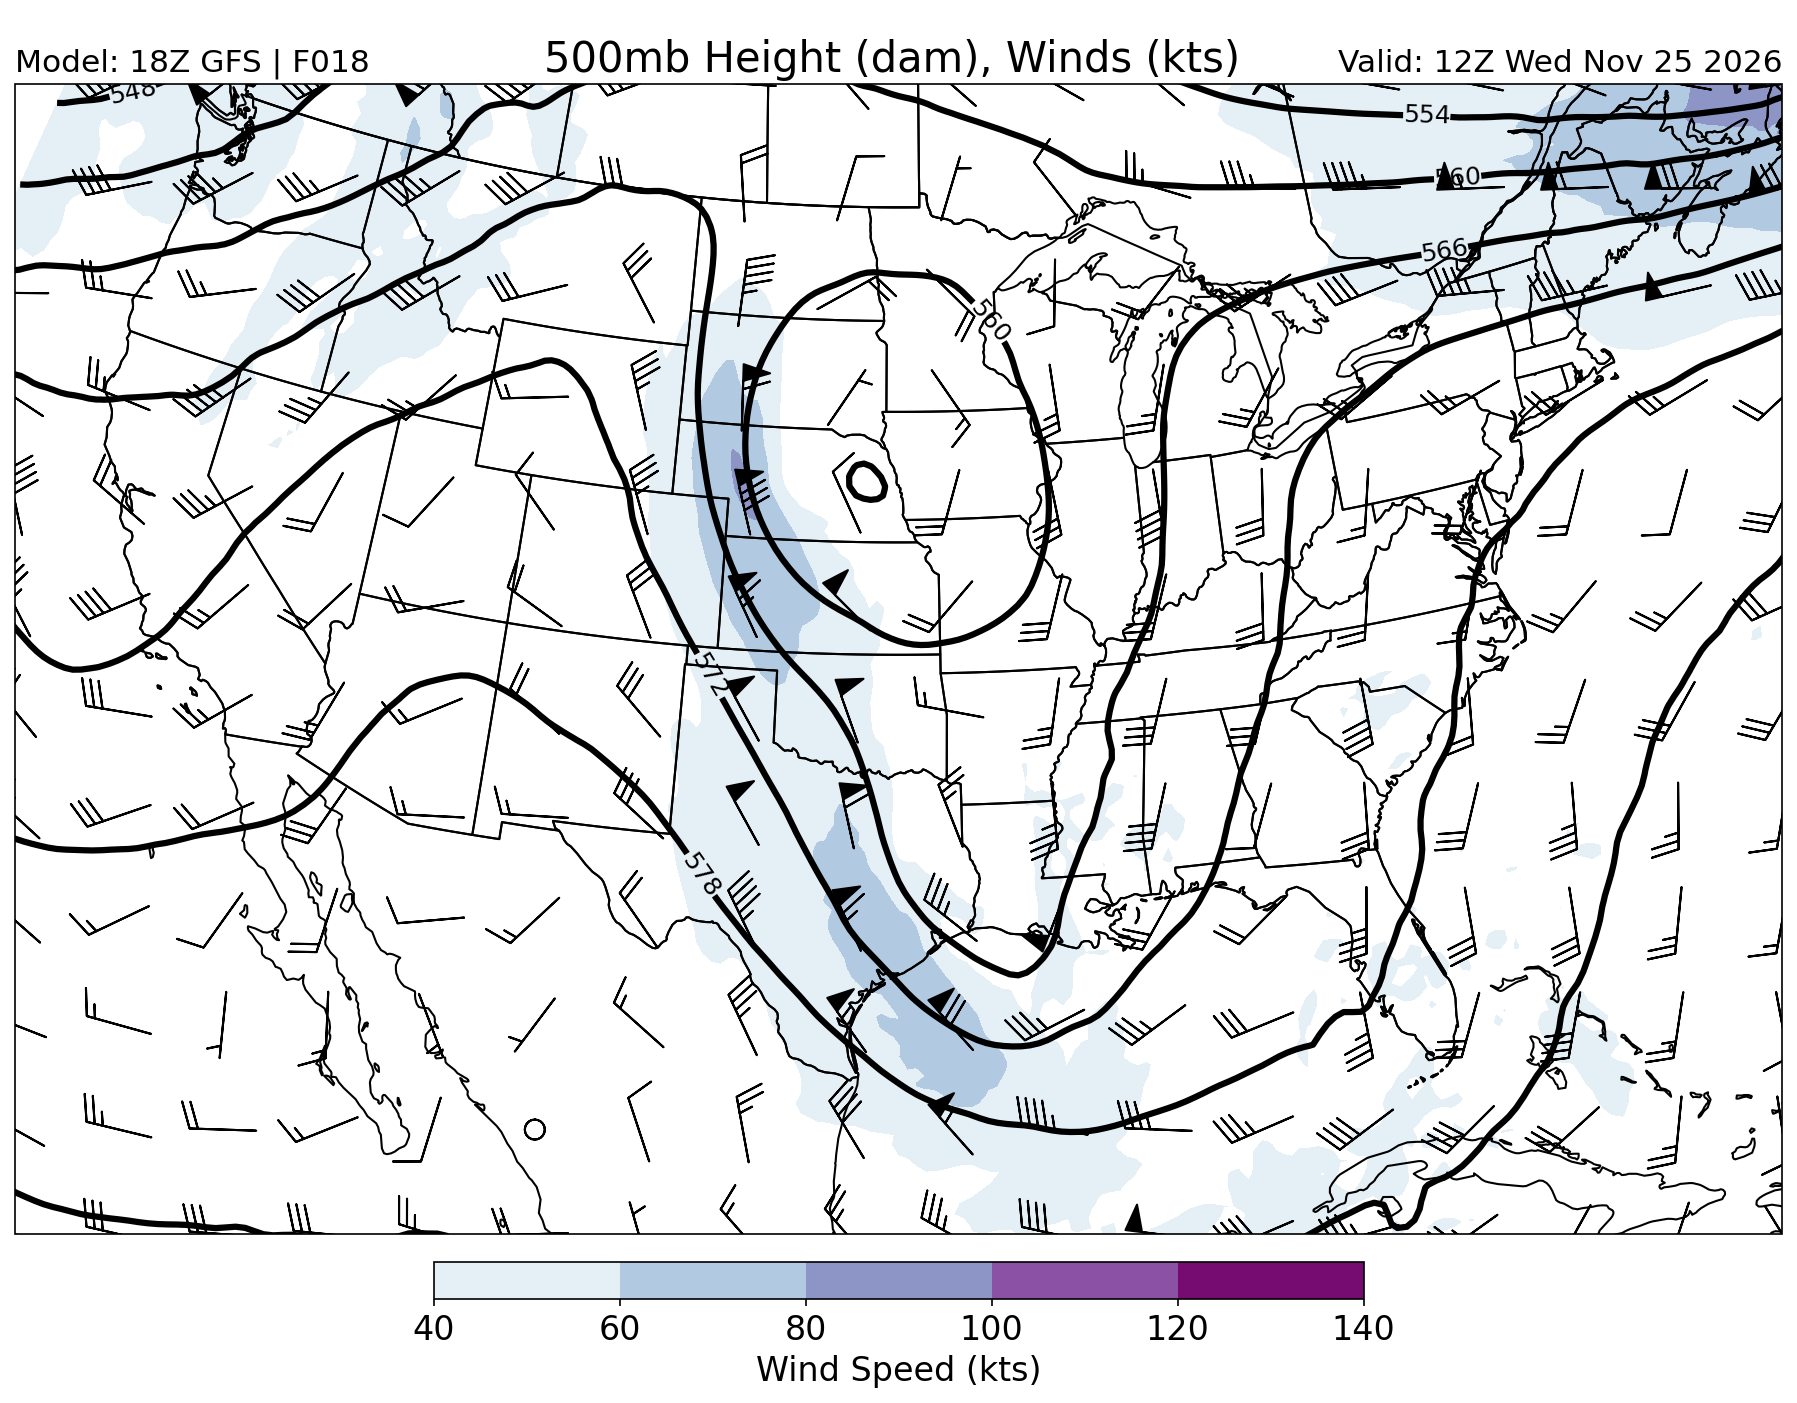 Model: 18Z GFS | F018
500mb Height (dam), Winds (kts)
Valid: 12Z Wed Nov 25 2026
548
554
560
566
560
572
578
40 60 80 100 120 140
Wind Speed (kts)